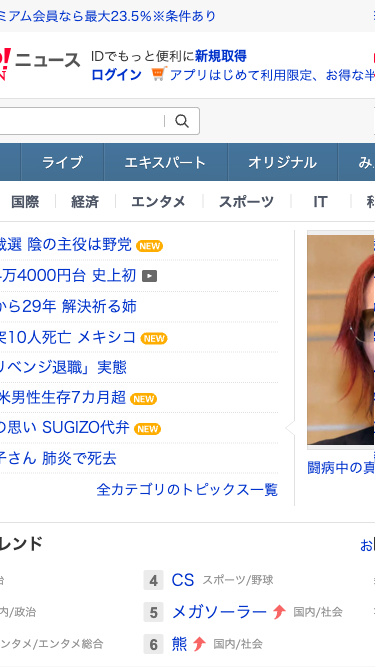 ミアム会員なら最大23.5%※条件あり
! ニュース
IDでもっと便利に新規取得
ログイン アプリはじめて利用限定、お得な
ライブ エキスパート オリジナル み
国際 経済 エンタメ スポーツ IT 科
裁選 陰の主役は野党 NEW
万4000円台 史上初
から29年 解決祈る姉
突10人死亡 メキシコ NEW
リベンジ退職」実態
米男性生存7カ月超 NEW
の思い SUGIZO代弁 NEW
子さん 肺炎で死去
全カテゴリのトピックス一覧
闘病中の真
レンド
4 CS スポーツ/野球
国内/政治
5 メガソーラー 国内/社会
エンタメ/エンタメ総合
6 熊 国内/社会